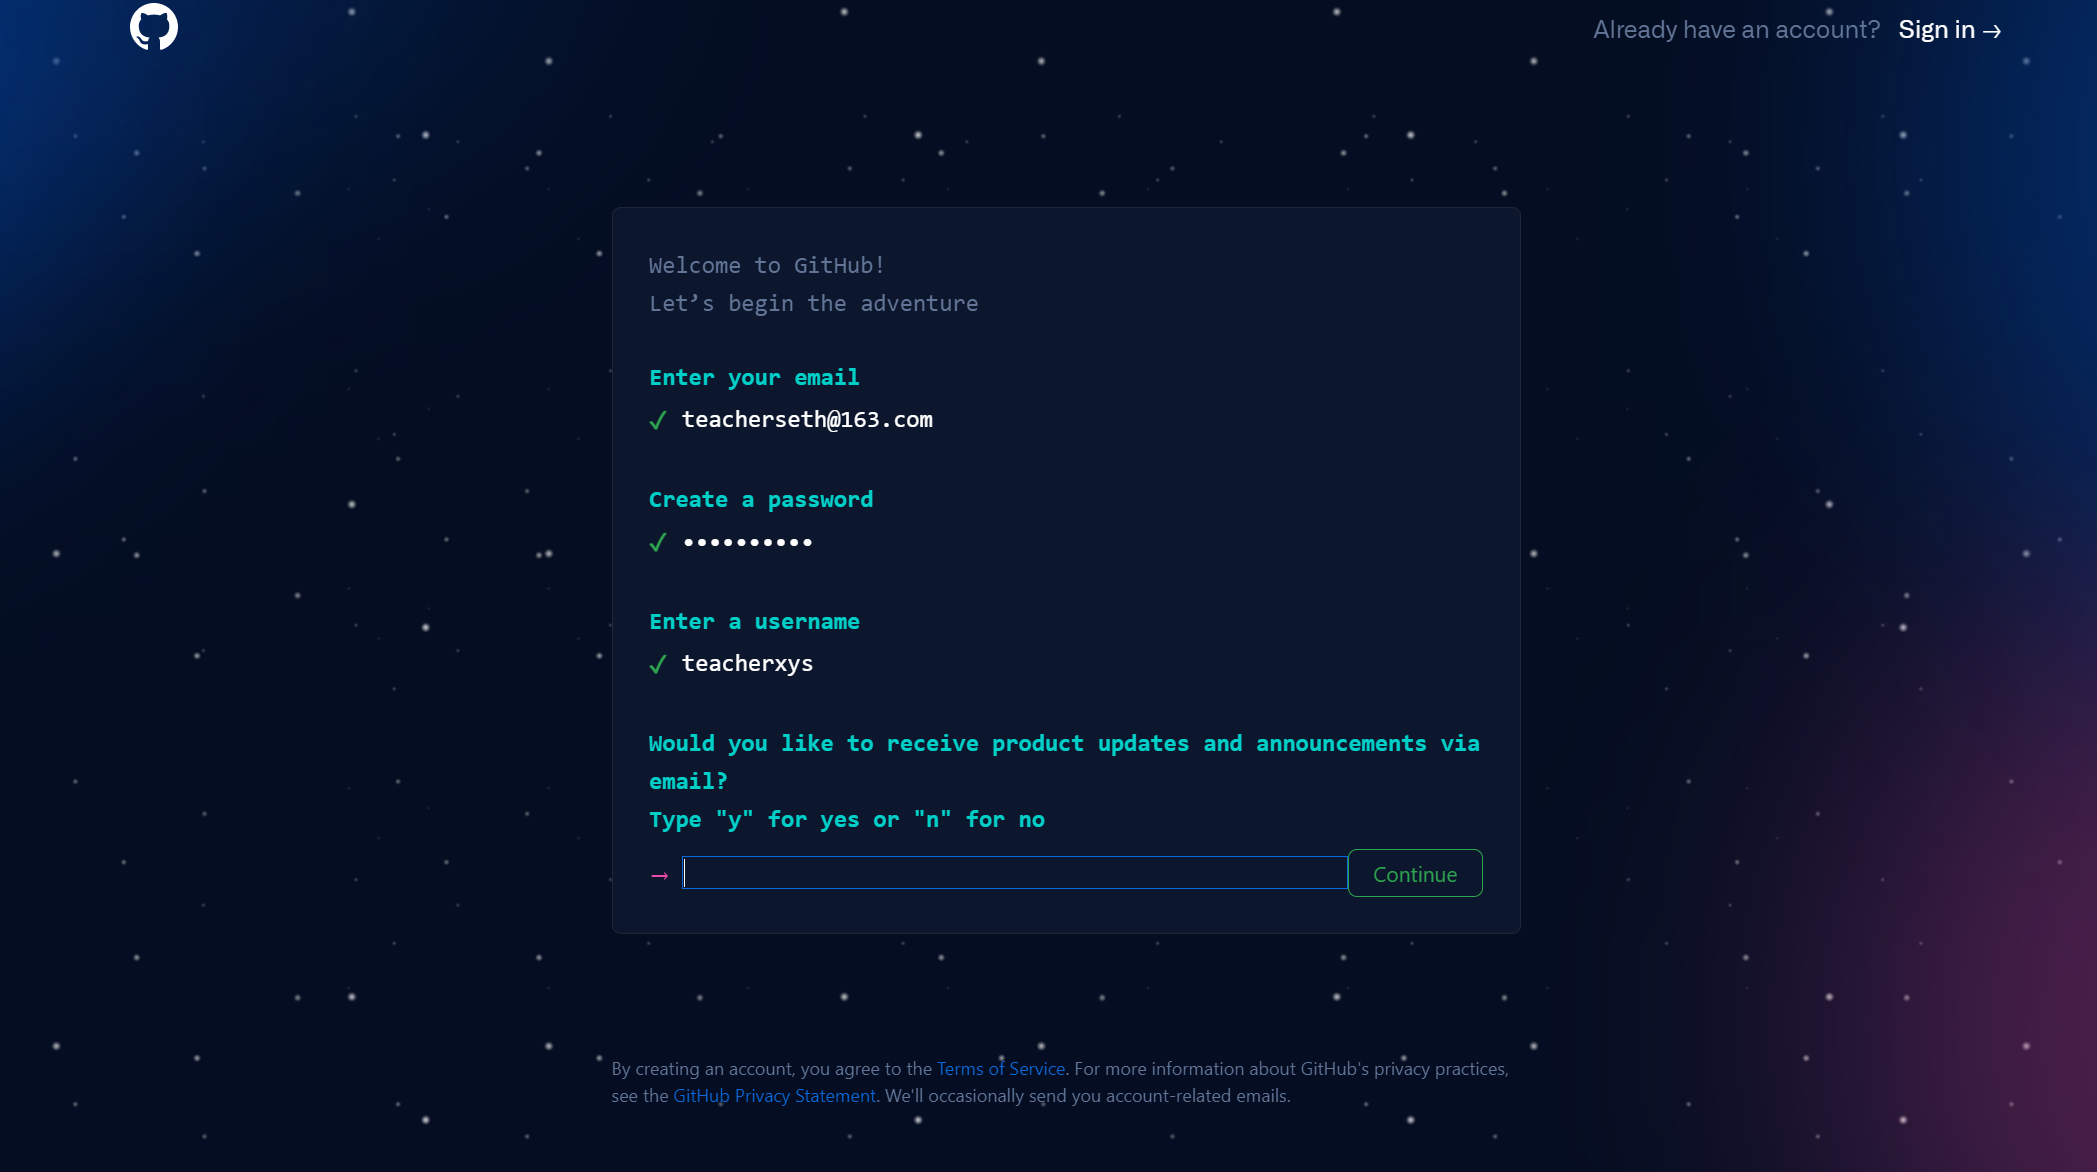 Already have an account? Sign in →
Welcome to GitHub!
Let’s begin the adventure
Enter your email
✓ teacherseth@163.com
Create a password
✓ ••••••••••
Enter a username
✓ teacherxys
Would you like to receive product updates and announcements via
email?
Type "y" for yes or "n" for no
→ Continue
By creating an account, you agree to the Terms of Service. For more information about GitHub's privacy practices,
see the GitHub Privacy Statement. We'll occasionally send you account-related emails.